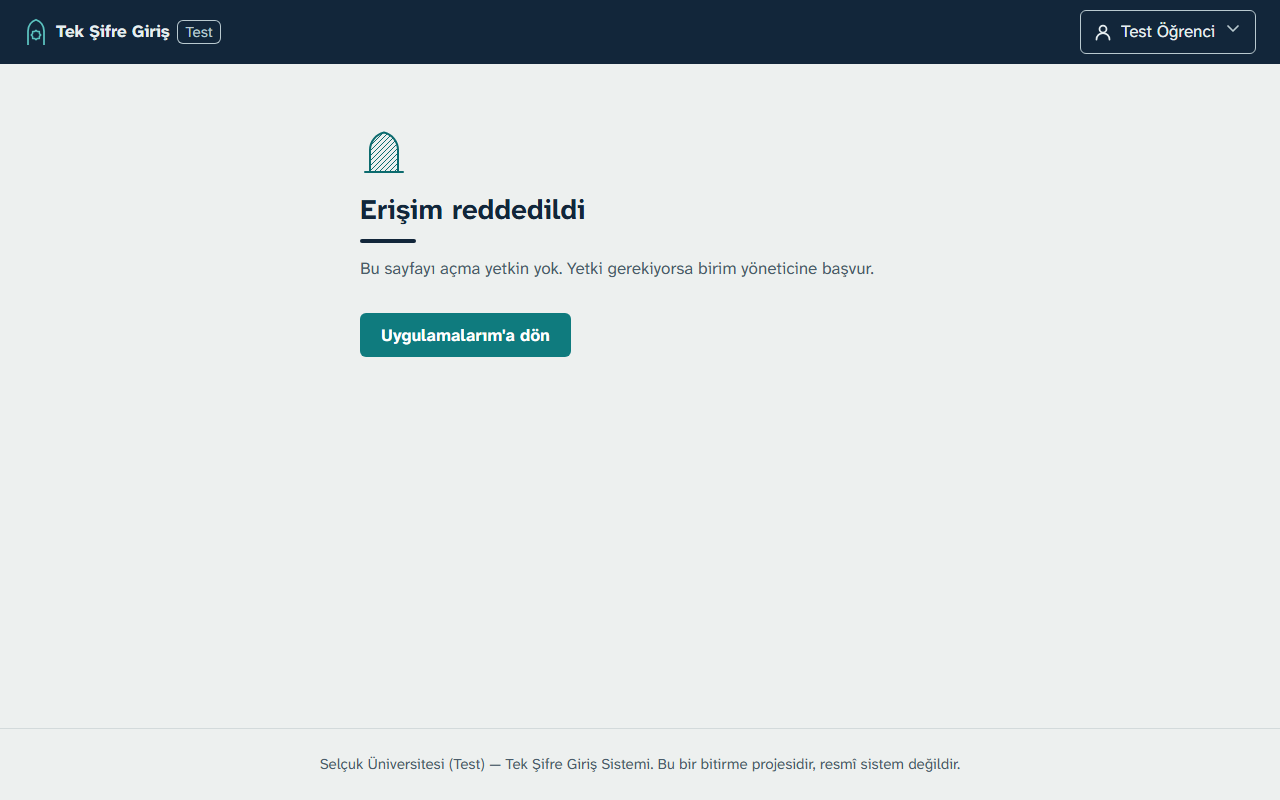 Tek Şifre Giriş Test
Test Öğrenci
Erişim reddedildi
Bu sayfayı açma yetkin yok. Yetki gerekiyorsa birim yöneticine başvur.
Uygulamalarım'a dön
Selçuk Üniversitesi (Test) — Tek Şifre Giriş Sistemi. Bu bir bitirme projesidir, resmî sistem değildir.